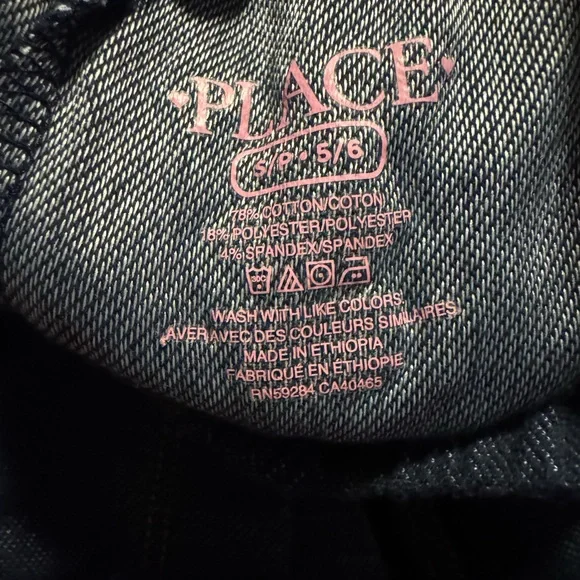 PLACE
S/P • 5/6
78% COTTON/COTON
18% POLYESTER/POLYESTER
4% SPANDEX/SPANDEX
30C
WASH WITH LIKE COLORS.
LAVER AVEC DES COULEURS SIMILAIRES.
MADE IN ETHIOPIA
FABRIQUÉ EN ÉTHIOPIE
RN59284 CA40465